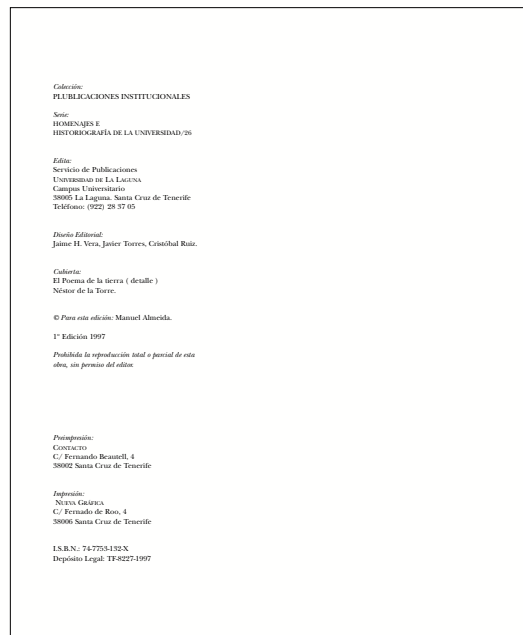 Colección:
PLUBLICACIONES INSTITUCIONALES
Serie:
HOMENAJES E
HISTORIOGRAFÍA DE LA UNIVERSIDAD/26
Edita:
Servicio de Publicaciones
UNIVERSIDAD DE LA LAGUNA
Campus Universitario
38005 La Laguna. Santa Cruz de Tenerife
Teléfono: (922) 28 37 05
Diseño Editorial:
Jaime H. Vera, Javier Torres, Cristóbal Ruiz.
Cubierta:
El Poema de la tierra ( detalle )
Néstor de la Torre.
© Para esta edición: Manuel Almeida.
1ª Edición 1997
Prohibida la reproducción total o parcial de esta
obra, sin permiso del editor.
Preimpresión:
CONTACTO
C/ Fernando Beautell, 4
38002 Santa Cruz de Tenerife
Impresión:
NUEVA GRÁFICA
C/ Fernado de Roo, 4
38006 Santa Cruz de Tenerife
I.S.B.N.: 74-7753-132-X
Depósito Legal: TF-8227-1997